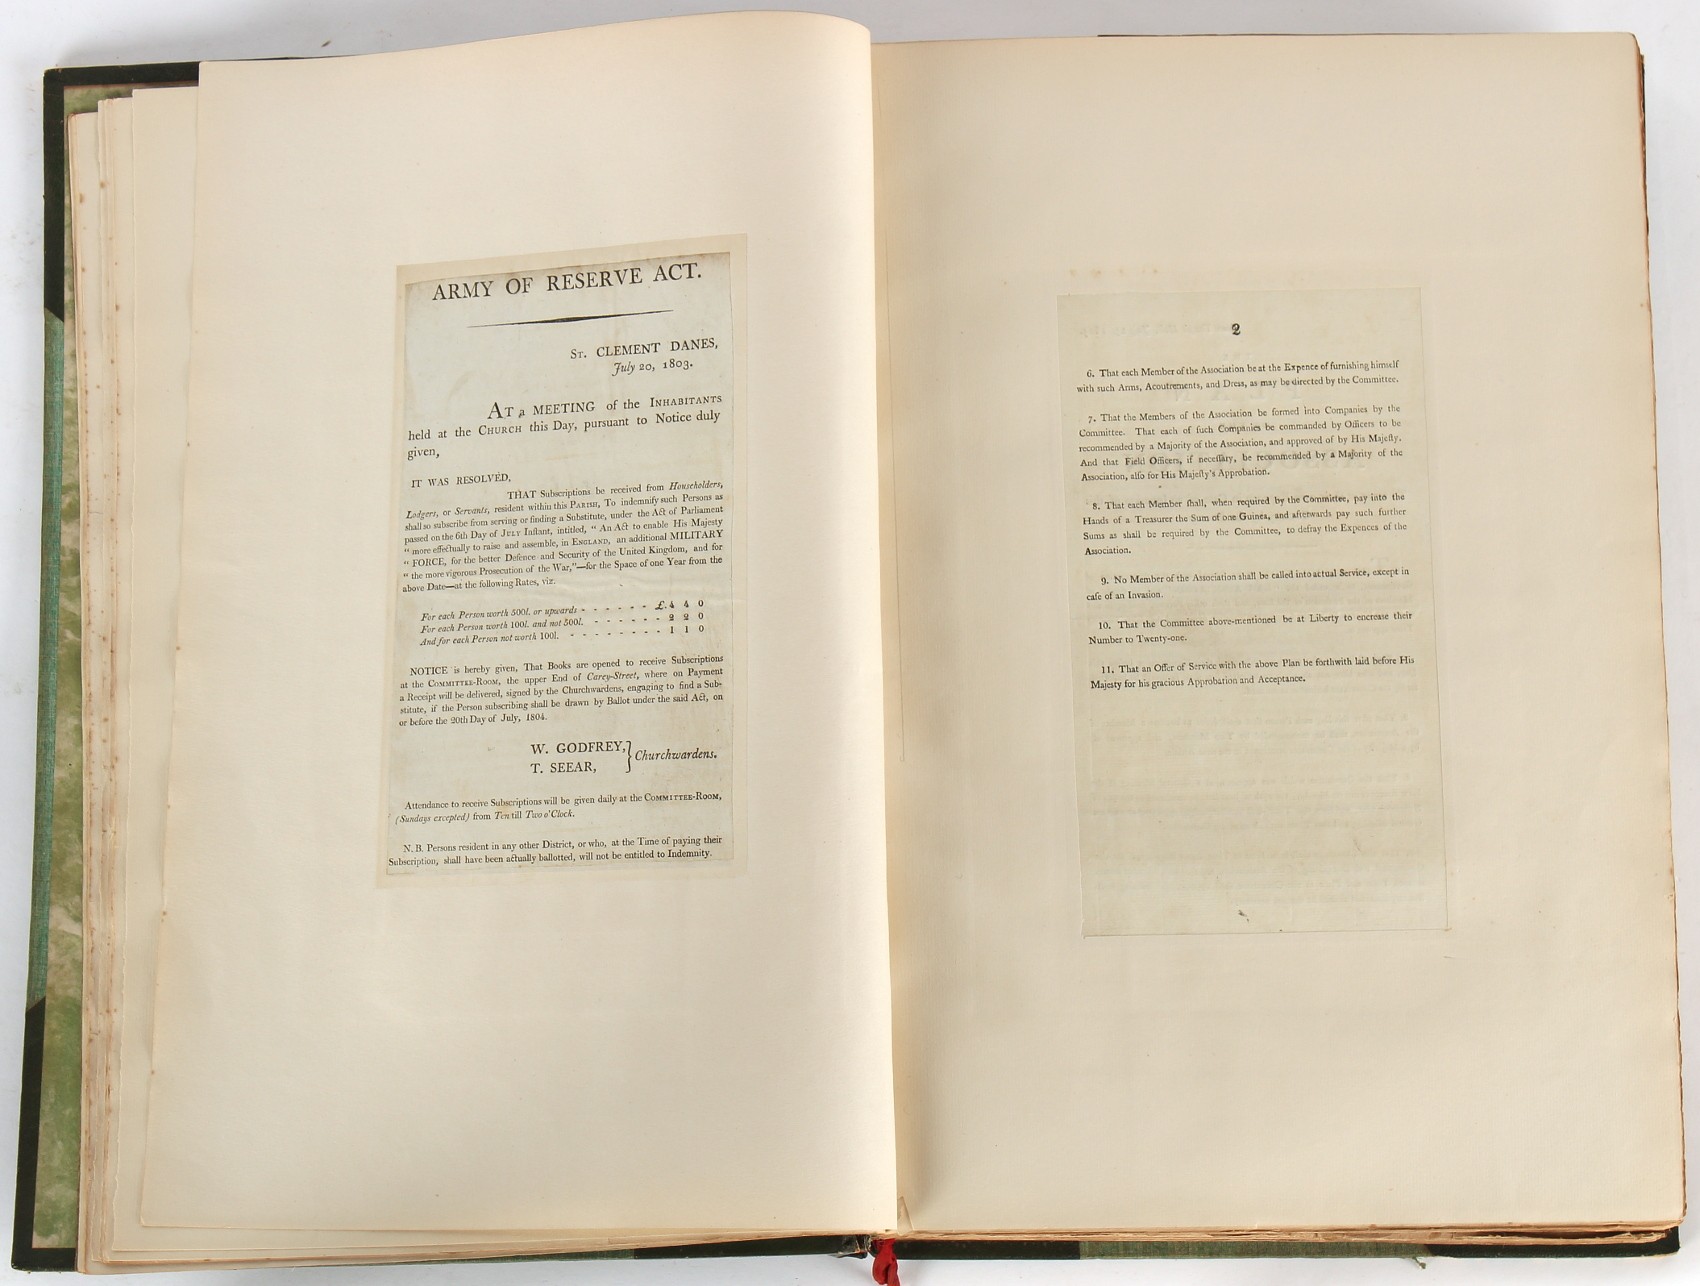 ARMY OF RESERVE ACT.
St. CLEMENT DANES,
July 20, 1803.
At a MEETING of the Inhabitants
held at the Church this Day, pursuant to Notice duly
given,
IT WAS RESOLVED,
THAT Subscriptions be received from Householders,
Lodgers, or Servants, resident within this Parish, To indemnify such Persons as
shall so subscribe from serving or finding a Substitute, under the Act of Parliament
passed on the 6th Day of July Instant, intitled, “ An Act to enable His Majesty
“ more effectually to raise and assemble, in England, an additional MILITARY
“ FORCE, for the better Defence and Security of the United Kingdom, and for
“ the more vigorous Prosecution of the War,”—for the Space of one Year from the
above Date—at the following Rates, viz.
For each Person worth 500l. or upwards - - - - - - £.4 4 0
For each Person worth 100l. and not 500l. - - - - - - 2 2 0
And for each Person not worth 100l. - - - - - - - 1 1 0
NOTICE is hereby given, That Books are opened to receive Subscriptions
at the Committee-Room, the upper End of Carey-Street, where on Payment
a Receipt will be delivered, signed by the Churchwardens, engaging to find a Sub-
stitute, if the Person subscribing shall be drawn by Ballot under the said Act, on
or before the 20th Day of July, 1804.
W. GODFREY,
T. SEEAR, } Churchwardens.
Attendance to receive Subscriptions will be given daily at the Committee-Room,
(Sundays excepted) from Ten till Two o'Clock.
N.B. Persons resident in any other District, or who, at the Time of paying their
Subscription, shall have been actually ballotted, will not be entitled to Indemnity.
2
6. That each Member of the Association be at the Expence of furnishing himself
with such Arms, Acoutrements, and Dress, as may be directed by the Committee.
7. That the Members of the Association be formed into Companies by the
Committee. That each of ſuch Companies be commanded by Officers to be
recommended by a Majority of the Association, and approved of by His Majeſty.
And that Field Officers, if neceſſary, be recommended by a Majority of the
Association, alſo for His Majeſty's Approbation.
8. That each Member ſhall, when required by the Committee, pay into the
Hands of a Treasurer the Sum of one Guinea, and afterwards pay such further
Sums as shall be required by the Committee, to defray the Expences of the
Association.
9. No Member of the Association shall be called into actual Service, except in
caſe of an Invasion.
10. That the Committee above-mentioned be at Liberty to encrease their
Number to Twenty-one.
11. That an Offer of Service with the above Plan be forthwith laid before His
Majesty for his gracious Approbation and Acceptance.